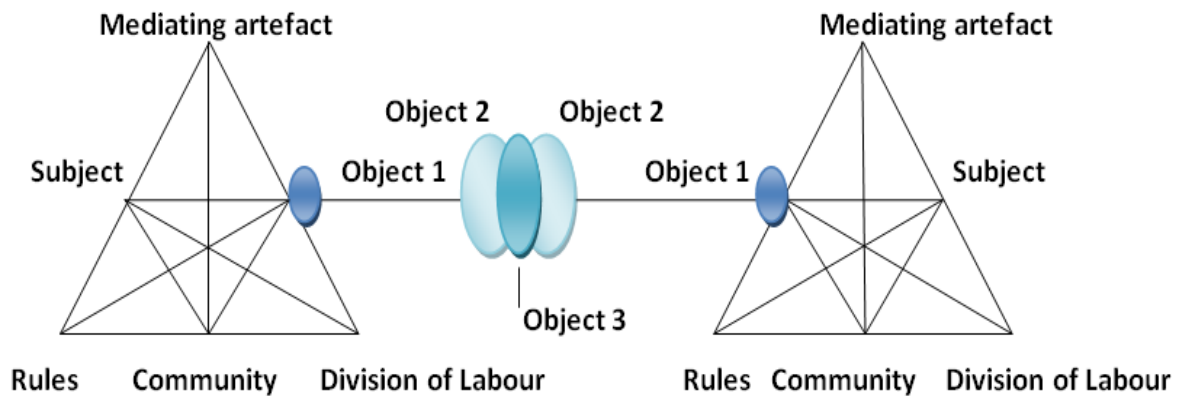 Mediating artefact
Mediating artefact
Object 2
Object 2
Subject
Object 1
Object 1
Subject
Object 3
Rules
Community
Division of Labour
Rules
Community
Division of Labour